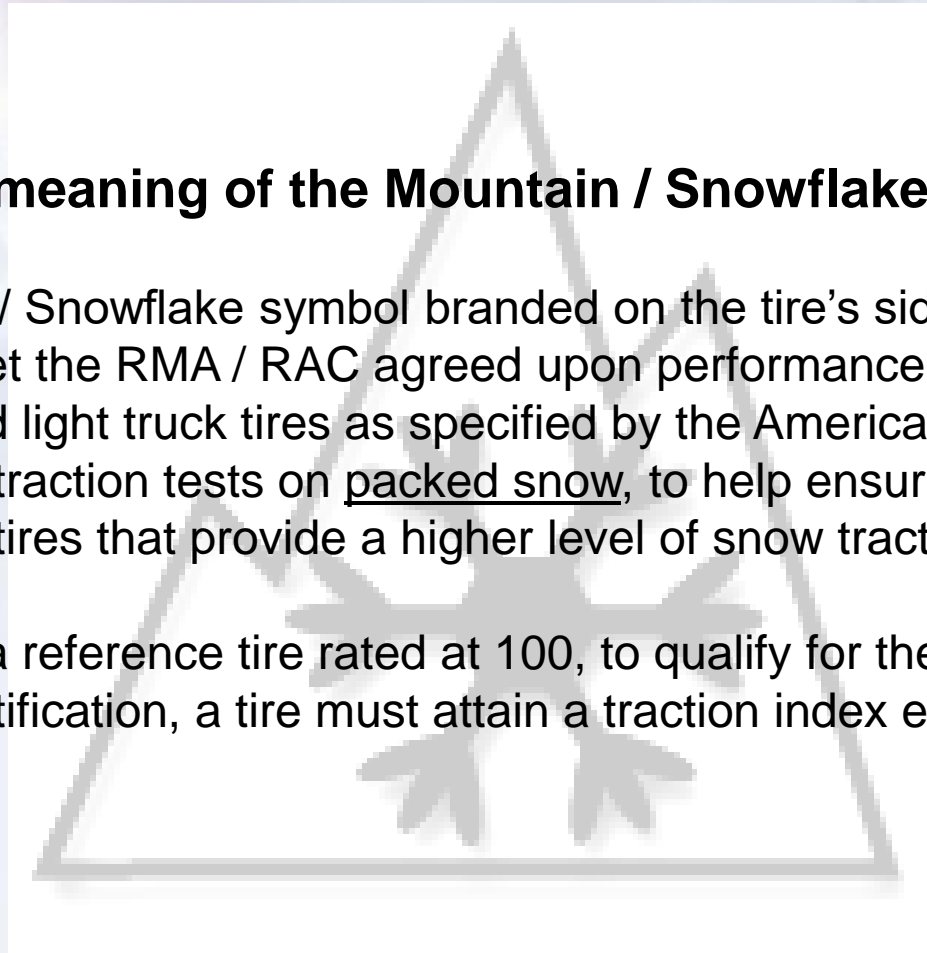 meaning of the Mountain / Snowflake
/ Snowflake symbol branded on the tire’s sid
et the RMA / RAC agreed upon performance
d light truck tires as specified by the America
traction tests on packed snow, to help ensur
tires that provide a higher level of snow tract
a reference tire rated at 100, to qualify for the
tification, a tire must attain a traction index e